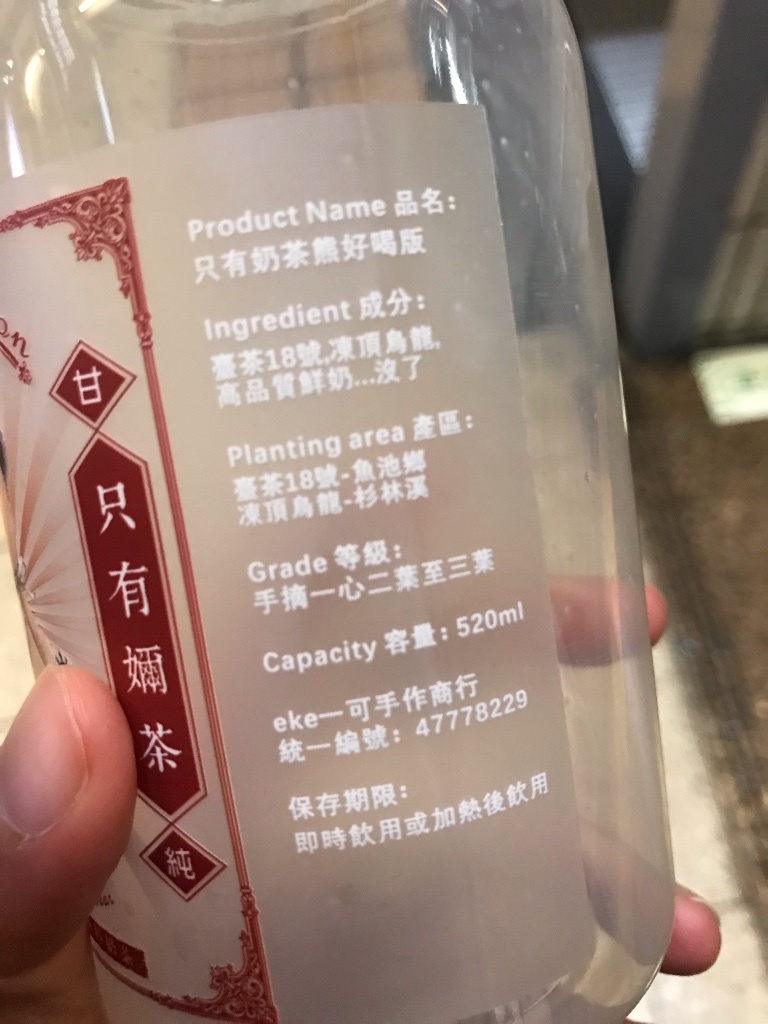 甘
只有嬭茶
純
Product Name 品名:
只有奶茶熊好喝版
Ingredient 成分:
臺茶18號,凍頂烏龍,
高品質鮮奶...沒了
Planting area 產區:
臺茶18號-魚池鄉
凍頂烏龍-杉林溪
Grade 等級:
手摘一心二葉至三葉
Capacity 容量: 520ml
eke一可手作商行
統一編號: 47778229
保存期限:
即時飲用或加熱後飲用